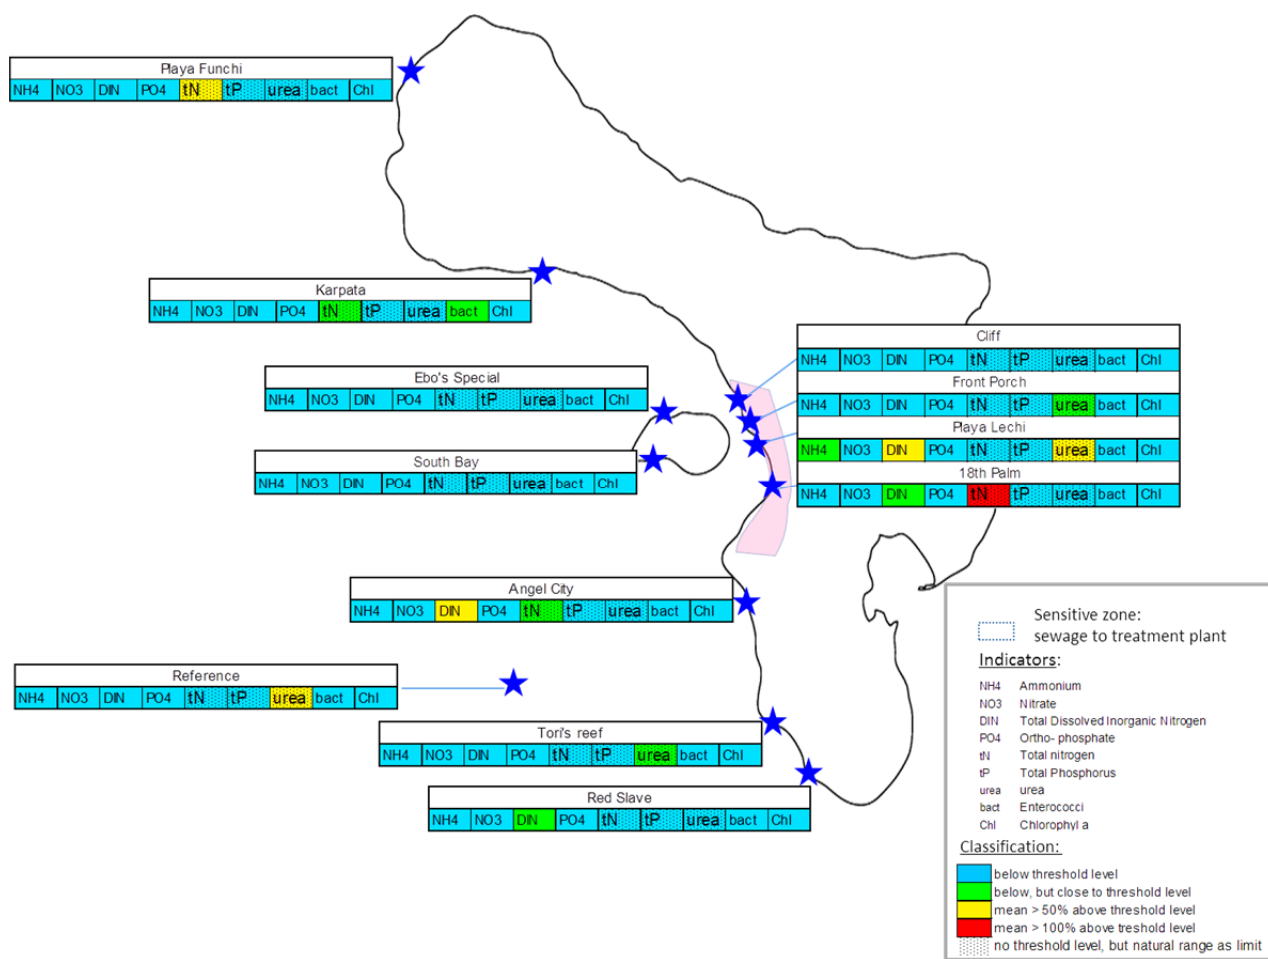 Playa Funchi
NH4 NO3 DIN PO4 tN tP urea bact Chl
Karpata
NH4 NO3 DIN PO4 tN tP urea bact Chl
Ebo's Special
NH4 NO3 DIN PO4 tN tP urea bact Chl
South Bay
NH4 NO3 DIN PO4 tN tP urea bact Chl
Cliff
NH4 NO3 DIN PO4 tN tP urea bact Chl
Front Porch
NH4 NO3 DIN PO4 tN tP urea bact Chl
Playa Lechi
NH4 NO3 DIN PO4 tN tP urea bact Chl
18th Palm
NH4 NO3 DIN PO4 tN tP urea bact Chl
Angel City
NH4 NO3 DIN PO4 tN tP urea bact Chl
Reference
NH4 NO3 DIN PO4 tN tP urea bact Chl
Tori's reef
NH4 NO3 DIN PO4 tN tP urea bact Chl
Red Slave
NH4 NO3 DIN PO4 tN tP urea bact Chl
Sensitive zone:
sewage to treatment plant
Indicators:
NH4 Ammonium
NO3 Nitrate
DIN Total Dissolved Inorganic Nitrogen
PO4 Ortho- phosphate
tN Total nitrogen
tP Total Phosphorus
urea urea
bact Enterococci
Chl Chlorophyl a
Classification:
below threshold level
below, but close to threshold level
mean > 50% above threshold level
mean > 100% above treshold level
no threshold level, but natural range as limit